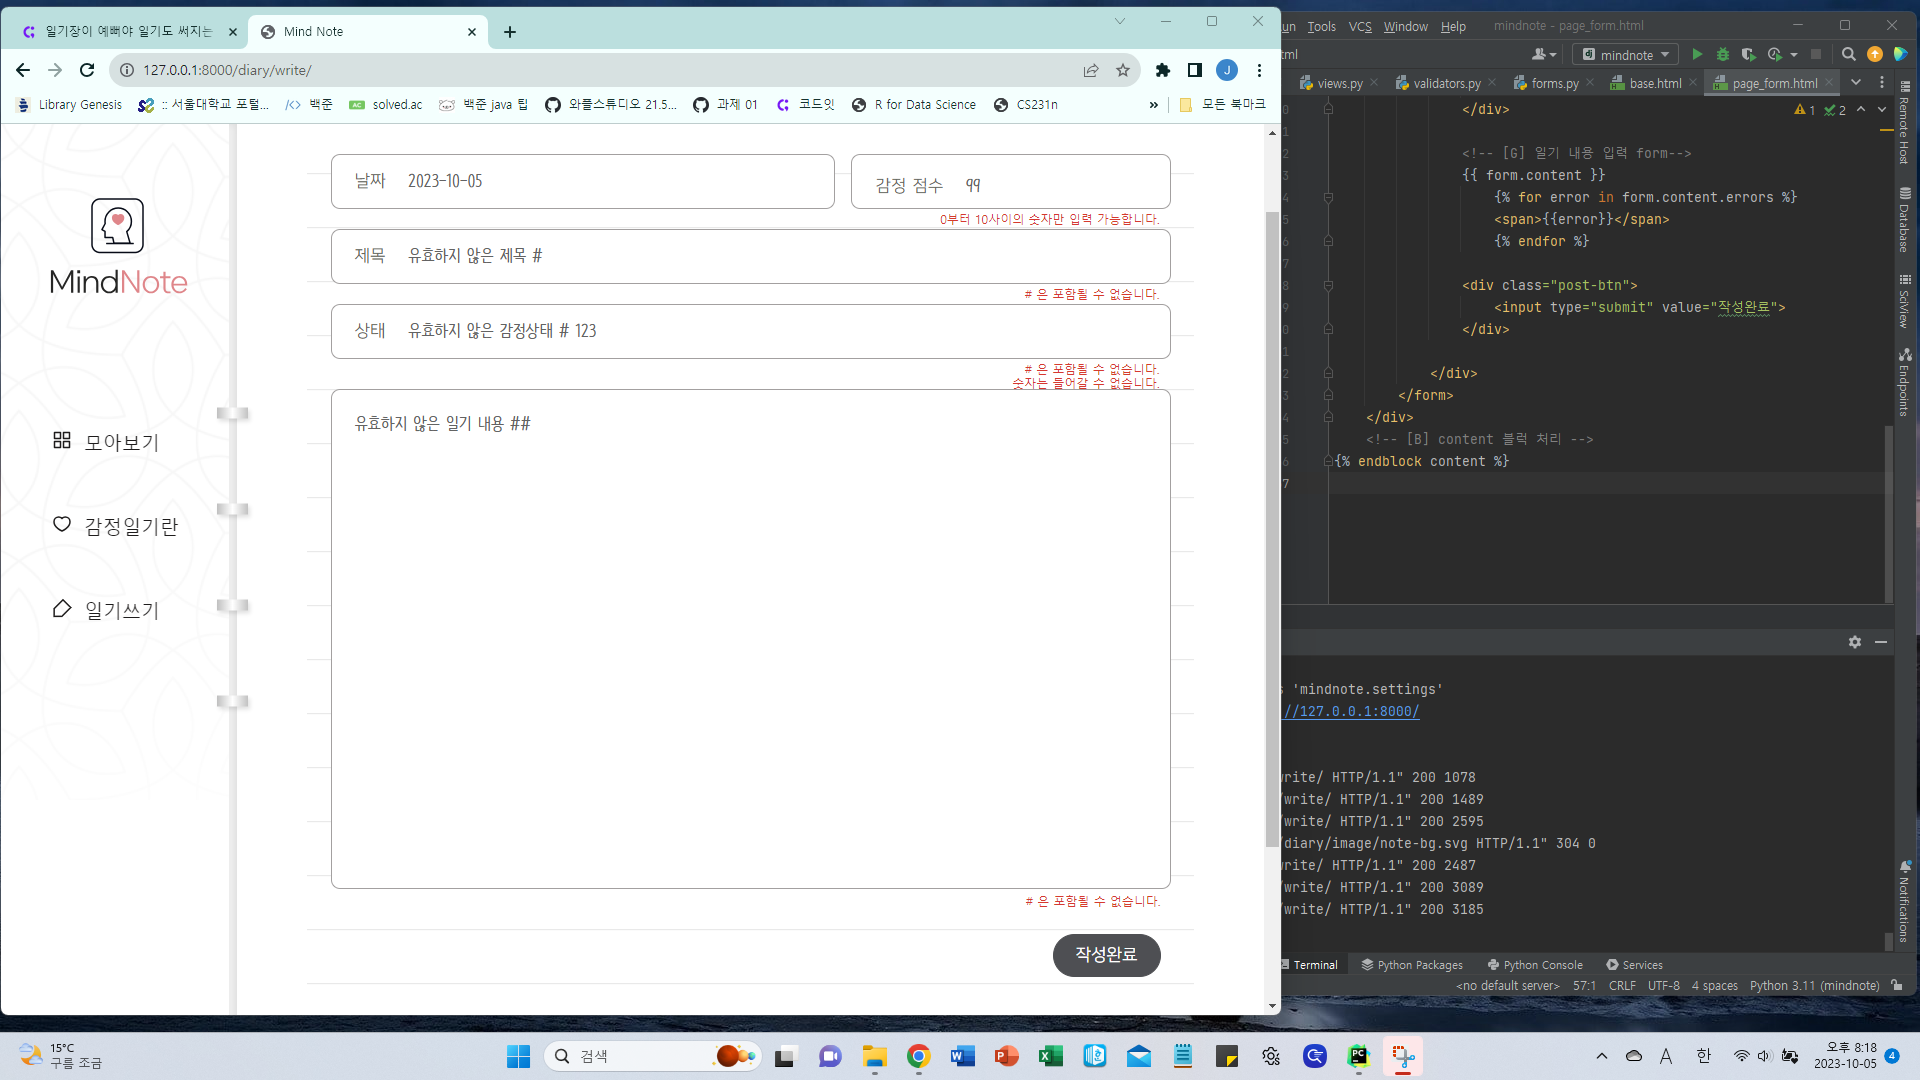 일기장이 예뻐야 일기도 써지는
Mind Note
127.0.0.1:8000/diary/write/
Library Genesis
:: 서울대학교 포털...
백준
solved.ac
백준 java 팁
와플스튜디오 21.5...
과제 01
코드잇
R for Data Science
CS231n
»
모든 북마크
MindNote
모아보기
감정일기란
일기쓰기
날짜 2023-10-05
감정 점수 99
0부터 10사이의 숫자만 입력 가능합니다.
제목 유효하지 않은 제목 #
# 은 포함될 수 없습니다.
상태 유효하지 않은 감정상태 # 123
# 은 포함될 수 없습니다.
숫자는 들어갈 수 없습니다.
유효하지 않은 일기 내용 ##
# 은 포함될 수 없습니다.
작성완료
un Tools VCS Window Help mindnote - page_form.html
tml
mindnote
views.py
validators.py
forms.py
base.html
page_form.html
</div>
1 2
<!-- [G] 일기 내용 입력 form-->
{{ form.content }}
{% for error in form.content.errors %}
<span>{{error}}</span>
{% endfor %}
<div class="post-btn">
<input type="submit" value="작성완료">
</div>
</div>
</form>
</div>
<!-- [B] content 블럭 처리 -->
{% endblock content %}
Remote Host
Database
SciView
Endpoints
Notifications
s 'mindnote.settings'
//127.0.0.1:8000/
write/ HTTP/1.1" 200 1078
/write/ HTTP/1.1" 200 1489
/write/ HTTP/1.1" 200 2595
/diary/image/note-bg.svg HTTP/1.1" 304 0
write/ HTTP/1.1" 200 2487
/write/ HTTP/1.1" 200 3089
/write/ HTTP/1.1" 200 3185
Terminal
Python Packages
Python Console
Services
<no default server> 57:1 CRLF UTF-8 4 spaces Python 3.11 (mindnote)
15°C
구름 조금
검색
A 한
오후 8:18
2023-10-05
4